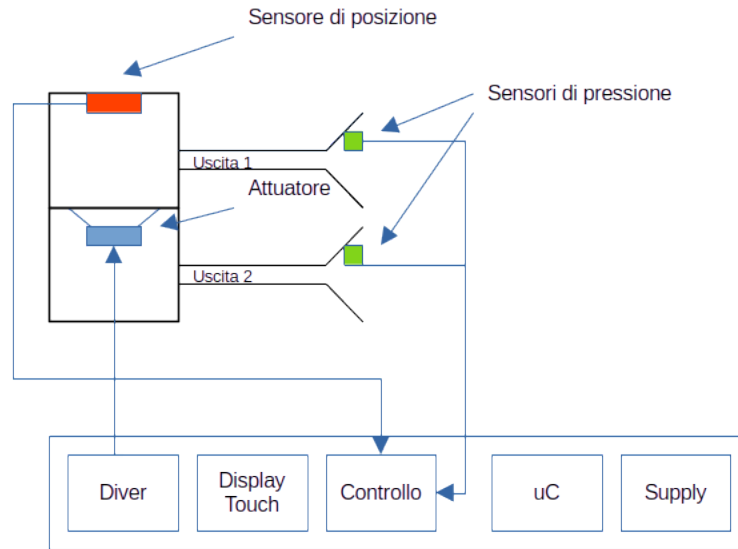 Sensore di posizione
Sensori di pressione
Uscita 1
Attuatore
Uscita 2
Diver
Display
Touch
Controllo
uC
Supply